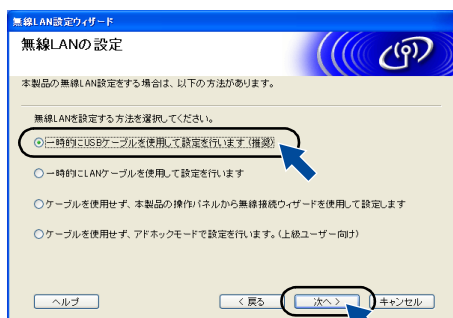 無線LAN設定ウィザード
無線LANの設定
本製品の無線LAN設定をする場合は、以下の方法があります。
無線LANを設定する方法を選択してください。
一時的にUSBケーブルを使用して設定を行います(推奨)
一時的にLANケーブルを使用して設定を行います
ケーブルを使用せず、本製品の操作パネルから無線接続ウィザードを使用して設定します
ケーブルを使用せず、アドホックモードで設定を行います。(上級ユーザー向け)
ヘルプ
< 戻る
次へ >
キャンセル